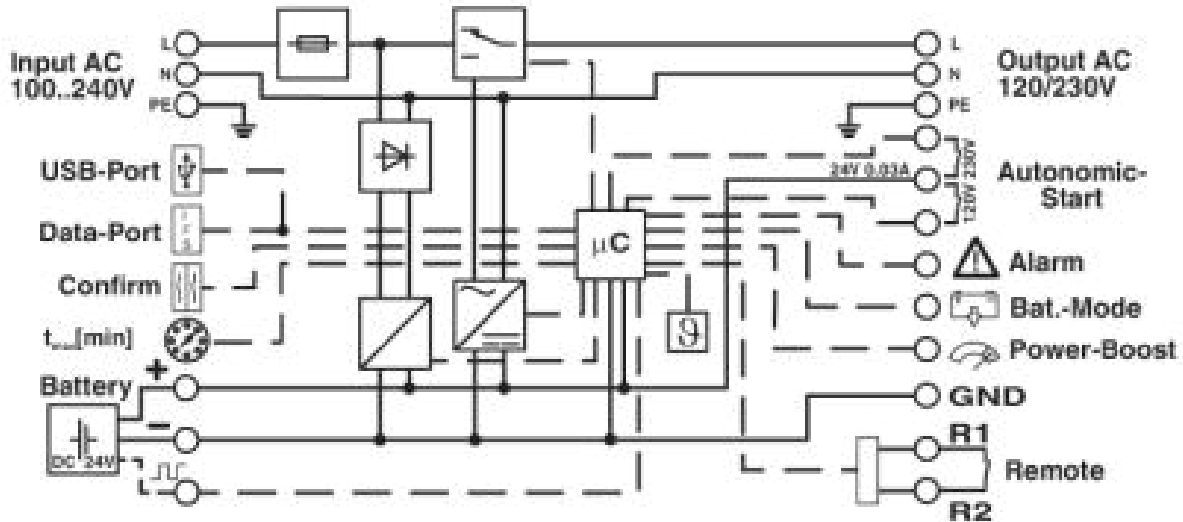 Input AC
100..240V
L
N
PE
USB-Port
Data-Port
Confirm
[min]
Battery
+
−
DC 24V
μC
ϑ
L
N
PE
Output AC
120/230V
24V 0.03A
230V
120V
Autonomic-
Start
Alarm
Bat.-Mode
Power-Boost
GND
R1
Remote
R2